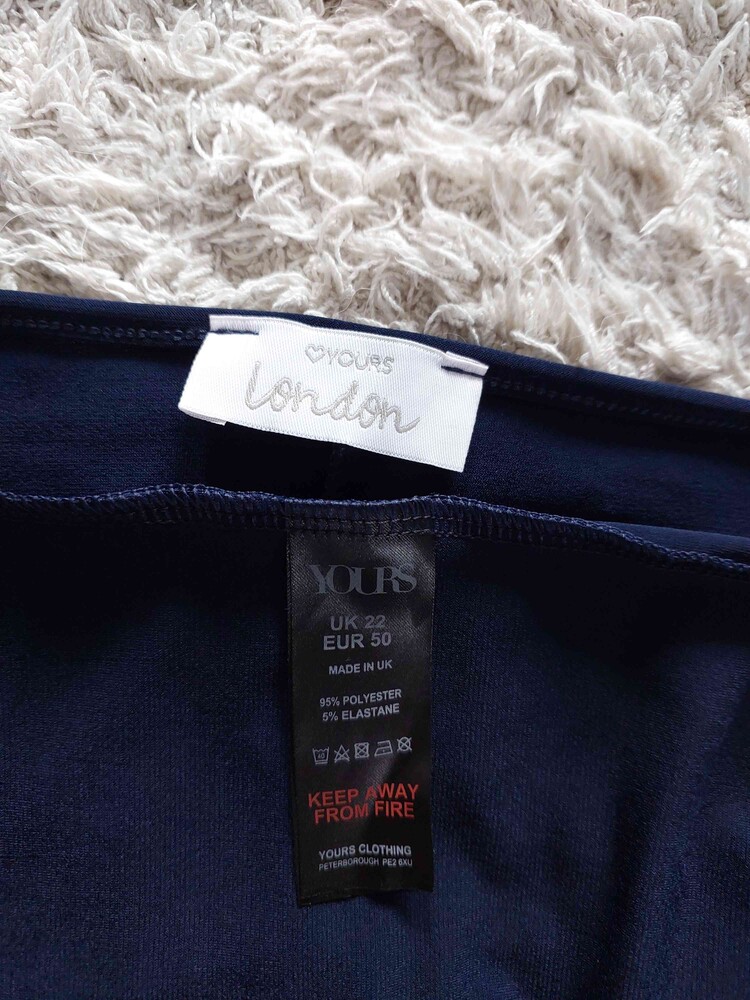 ♡YOURS
London
YOURS
UK 22
EUR 50
MADE IN UK
95% POLYESTER
5% ELASTANE
KEEP AWAY
FROM FIRE
YOURS CLOTHING
PETERBOROUGH PE2 6XU